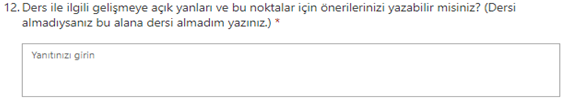 12. Ders ile ilgili gelişmeye açık yanları ve bu noktalar için önerilerinizi yazabilir misiniz? (Dersi
almadıysanız bu alana dersi almadım yazınız.) *
Yanıtınızı girin